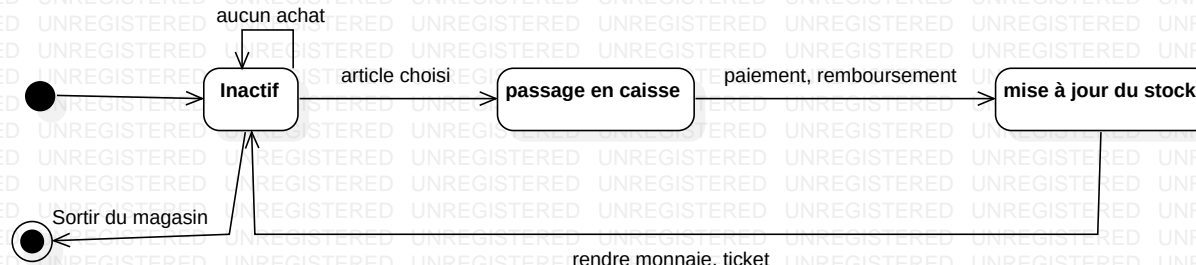 aucun achat
article choisi
paiement, remboursement
Inactif
passage en caisse
mise à jour du stock
Sortir du magasin
rendre monnaie, ticket
UNREGISTERED